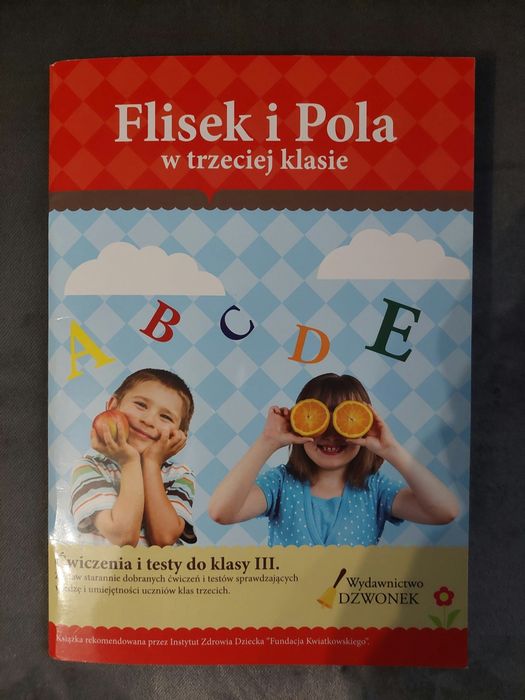 Flisek i Pola
w trzeciej klasie
A B C D E
Ćwiczenia i testy do klasy III.
starannie dobranych ćwiczeń i testów sprawdzających
i umiejętności uczniów klas trzecich.
Wydawnictwo
DZWONEK
Książka rekomendowana przez Instytut Zdrowia Dziecka "Fundacja Kwiatkowskiego".